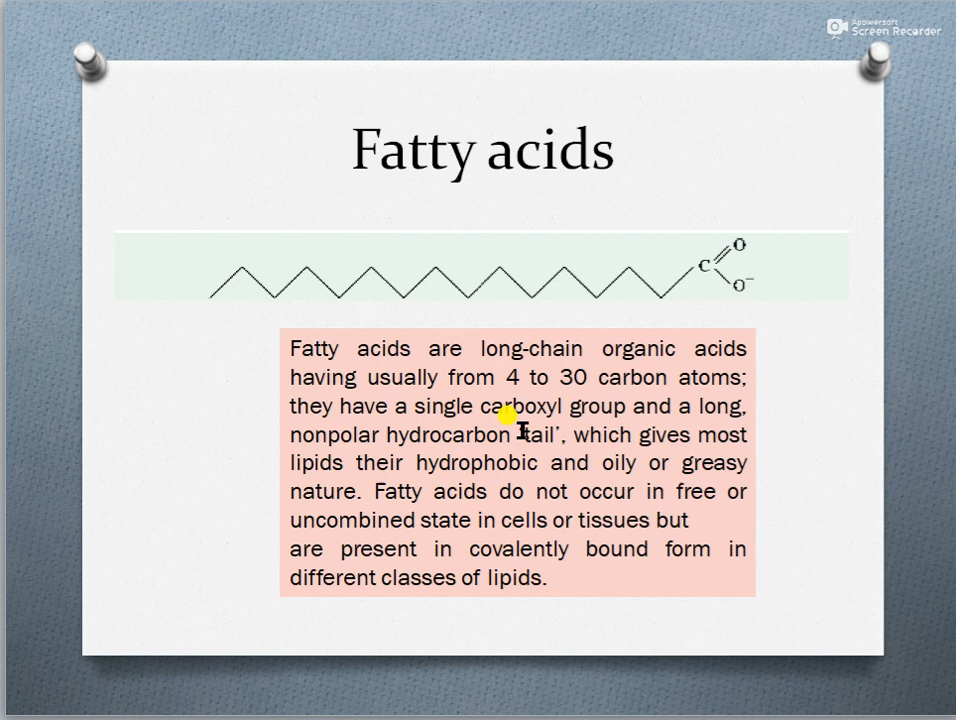 Apowersoft
Screen Recorder
Fatty acids
O
C
O⁻
Fatty acids are long-chain organic acids
having usually from 4 to 30 carbon atoms;
they have a single carboxyl group and a long,
nonpolar hydrocarbon ‘tail’, which gives most
lipids their hydrophobic and oily or greasy
nature. Fatty acids do not occur in free or
uncombined state in cells or tissues but
are present in covalently bound form in
different classes of lipids.